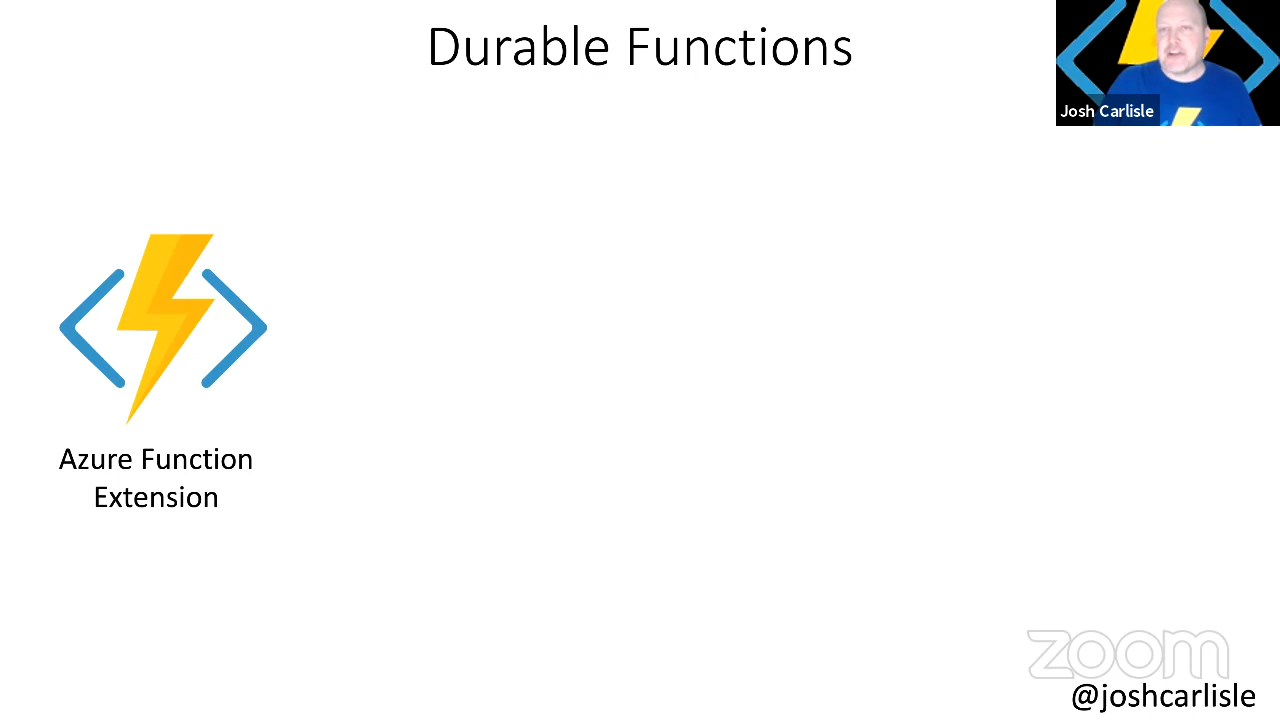 Durable Functions
Josh Carlisle
Azure Function
Extension
zoom
@joshcarlisle